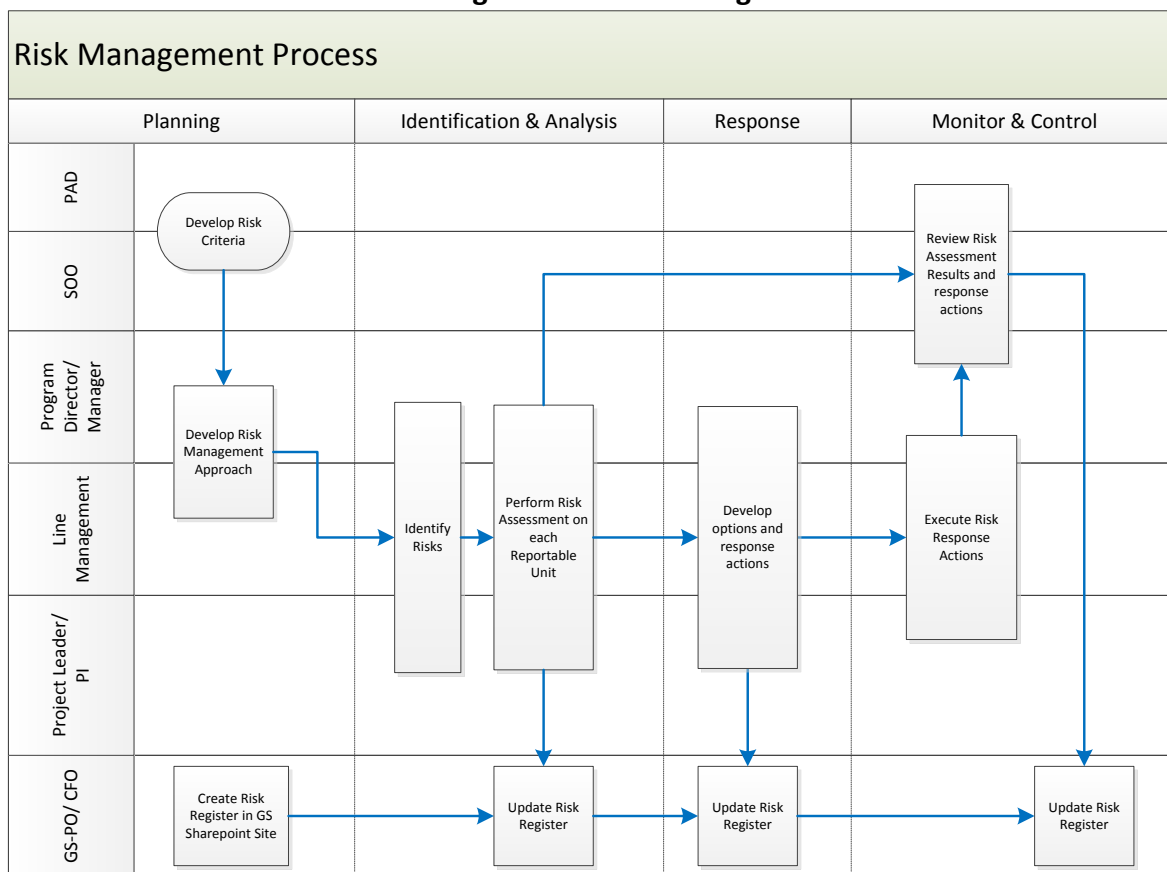 Risk Management Process
Planning
Identification & Analysis
Response
Monitor & Control
PAD
Develop Risk
Criteria
SOO
Review Risk
Assessment
Results and
response
actions
Program
Director/
Manager
Develop Risk
Management
Approach
Line
Management
Identify
Risks
Perform Risk
Assessment on
each
Reportable
Unit
Develop
options and
response
actions
Execute Risk
Response
Actions
Project Leader/
PI
GS-PO/ CFO
Create Risk
Register in GS
Sharepoint Site
Update Risk
Register
Update Risk
Register
Update Risk
Register